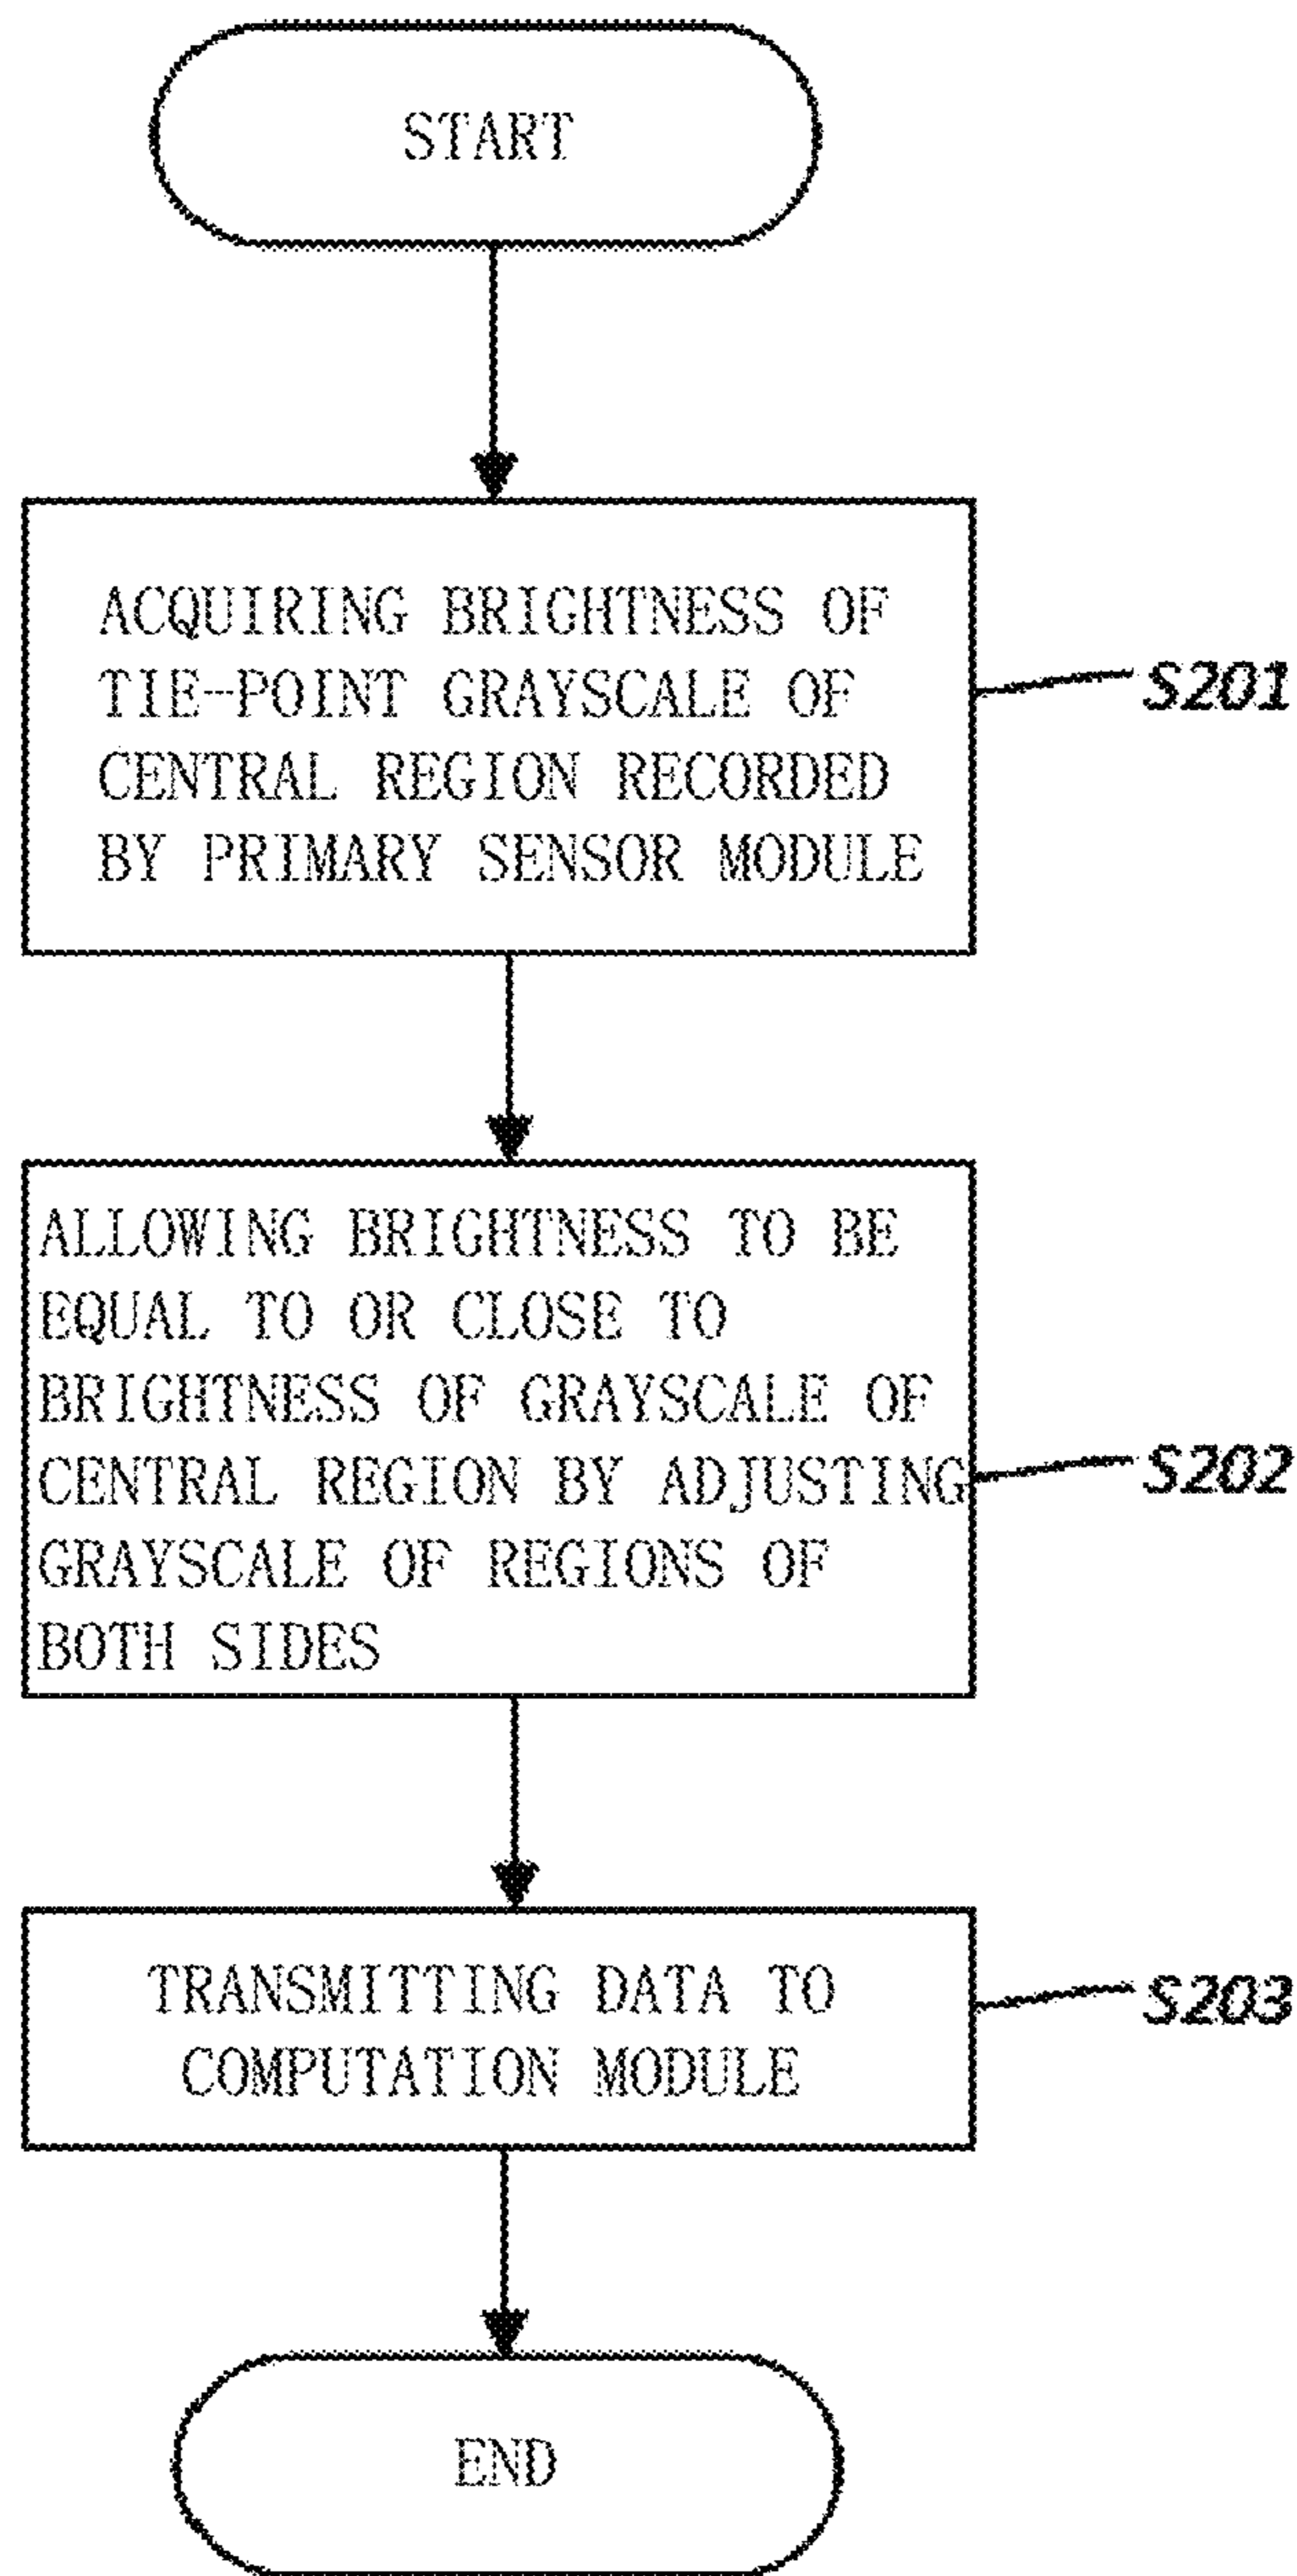 START
ACQUIRING BRIGHTNESS OF
TIE-POINT GRAYSCALE OF
CENTRAL REGION RECORDED
BY PRIMARY SENSOR MODULE
S201
ALLOWING BRIGHTNESS TO BE
EQUAL TO OR CLOSE TO
BRIGHTNESS OF GRAYSCALE OF
CENTRAL REGION BY ADJUSTING
GRAYSCALE OF REGIONS OF
BOTH SIDES
S202
TRANSMITTING DATA TO
COMPUTATION MODULE
S203
END